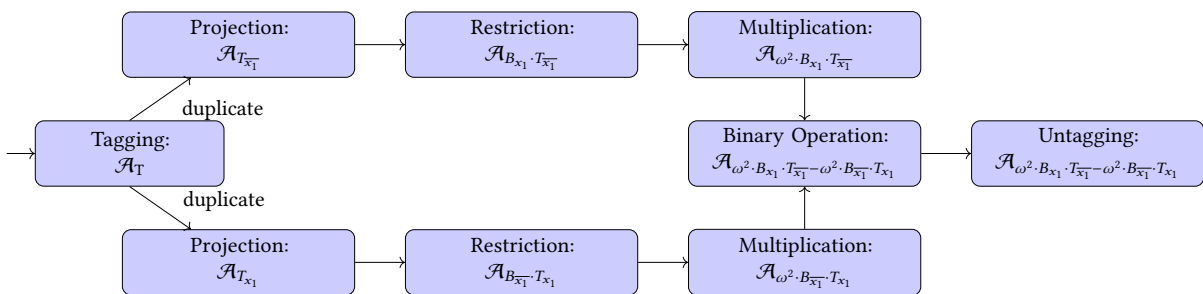 Projection:
𝒜_{T_{\overline{x_1}}}
Restriction:
𝒜_{B_{x_1}·T_{\overline{x_1}}}
Multiplication:
𝒜_{ω²·B_{x_1}·T_{\overline{x_1}}}
duplicate
Tagging:
𝒜_T
Binary Operation:
𝒜_{ω²·B_{x_1}·T_{\overline{x_1}}−ω²·B_{\overline{x_1}}·T_{x_1}}
Untagging:
𝒜_{ω²·B_{x_1}·T_{\overline{x_1}}−ω²·B_{\overline{x_1}}·T_{x_1}}
duplicate
Projection:
𝒜_{T_{x_1}}
Restriction:
𝒜_{B_{\overline{x_1}}·T_{x_1}}
Multiplication:
𝒜_{ω²·B_{\overline{x_1}}·T_{x_1}}